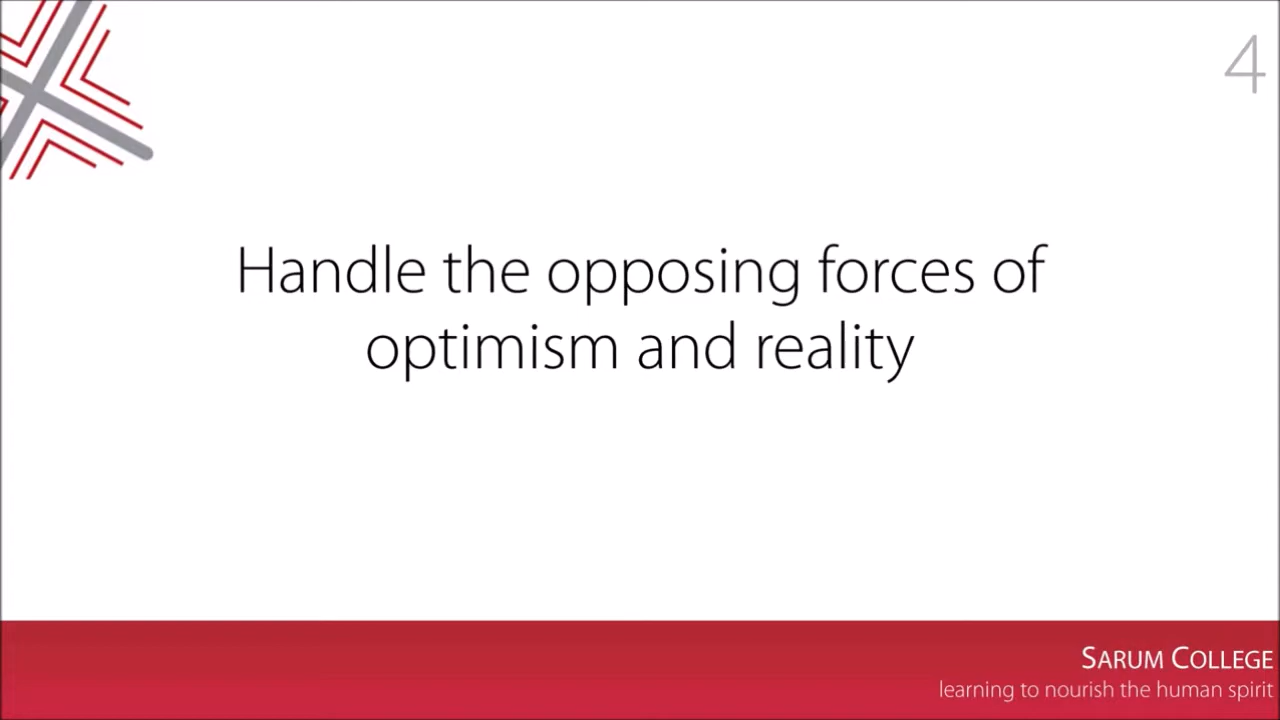 4
Handle the opposing forces of
optimism and reality
SARUM COLLEGE
learning to nourish the human spirit